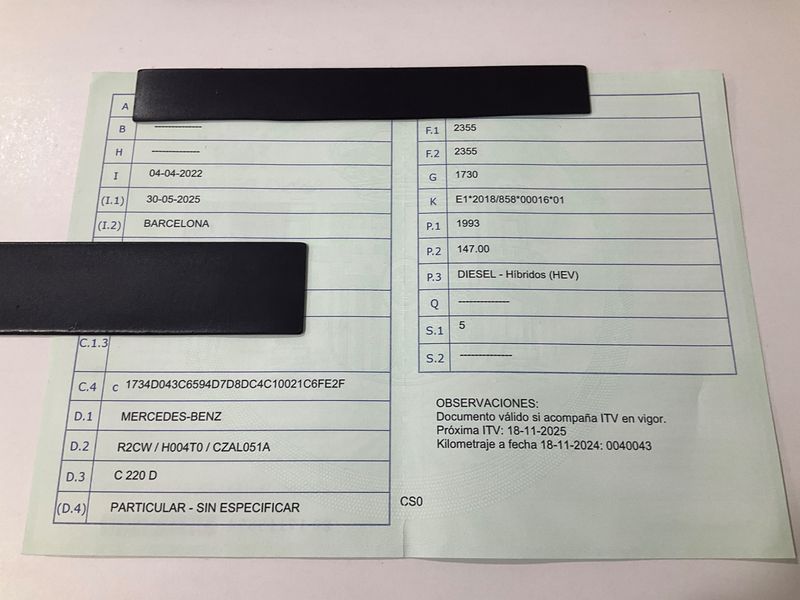 A
B --------------
H --------------
I 04-04-2022
(I.1) 30-05-2025
(I.2) BARCELONA
C.1.3
C.4 c 1734D043C6594D7D8DC4C10021C6FE2F
D.1 MERCEDES-BENZ
D.2 R2CW / H004T0 / CZAL051A
D.3 C 220 D
(D.4) PARTICULAR - SIN ESPECIFICAR
F.1 2355
F.2 2355
G 1730
K E1*2018/858*00016*01
P.1 1993
P.2 147.00
P.3 DIESEL - Híbridos (HEV)
Q --------------
S.1 5
S.2 --------------
OBSERVACIONES:
Documento válido si acompaña ITV en vigor.
Próxima ITV: 18-11-2025
Kilometraje a fecha 18-11-2024: 0040043
CS0